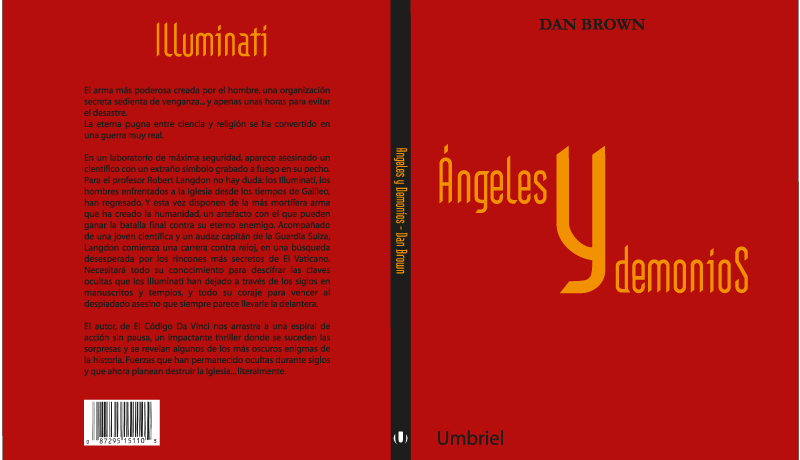 Illuminati
El arma más poderosa creada por el hombre, una organización
secreta sedienta de venganza... y apenas unas horas para evitar
el desastre.
La eterna pugna entre ciencia y religión se ha convertido en
una guerra muy real.
En un laboratorio de máxima seguridad, aparece asesinado un
científico con un extraño símbolo grabado a fuego en su pecho.
Para el profesor Robert Langdon no hay duda: los Illuminati, los
hombres enfrentados a la Iglesia desde los tiempos de Galileo,
han regresado. Y esta vez disponen de la más mortífera arma
que ha creado la humanidad, un artefacto con el que pueden
ganar la batalla final contra su eterno enemigo. Acompañado
de una joven científica y un audaz capitán de la Guardia Suiza,
Langdon comienza una carrera contra reloj, en una búsqueda
desesperada por los rincones más secretos de El Vaticano.
Necesitará todo su conocimiento para descifrar las claves
ocultas que los Illuminati han dejado a través de los siglos en
manuscritos y templos, y todo su coraje para vencer al
despiadado asesino que siempre parece llevarle la delantera.
El autor, de El Código Da Vinci nos arrastra a una espiral de
acción sin pausa, un impactante thriller donde se suceden las
sorpresas y se revelan algunos de los más oscuros enigmas de
la historia. Fuerzas que han permanecido ocultas durante siglos
y que ahora planean destruir la Iglesia... literalmente.
0 87295 15110 3
Angeles y Demonios - Dan Brown
DAN BROWN
Ángeles
y
demonios
Umbriel